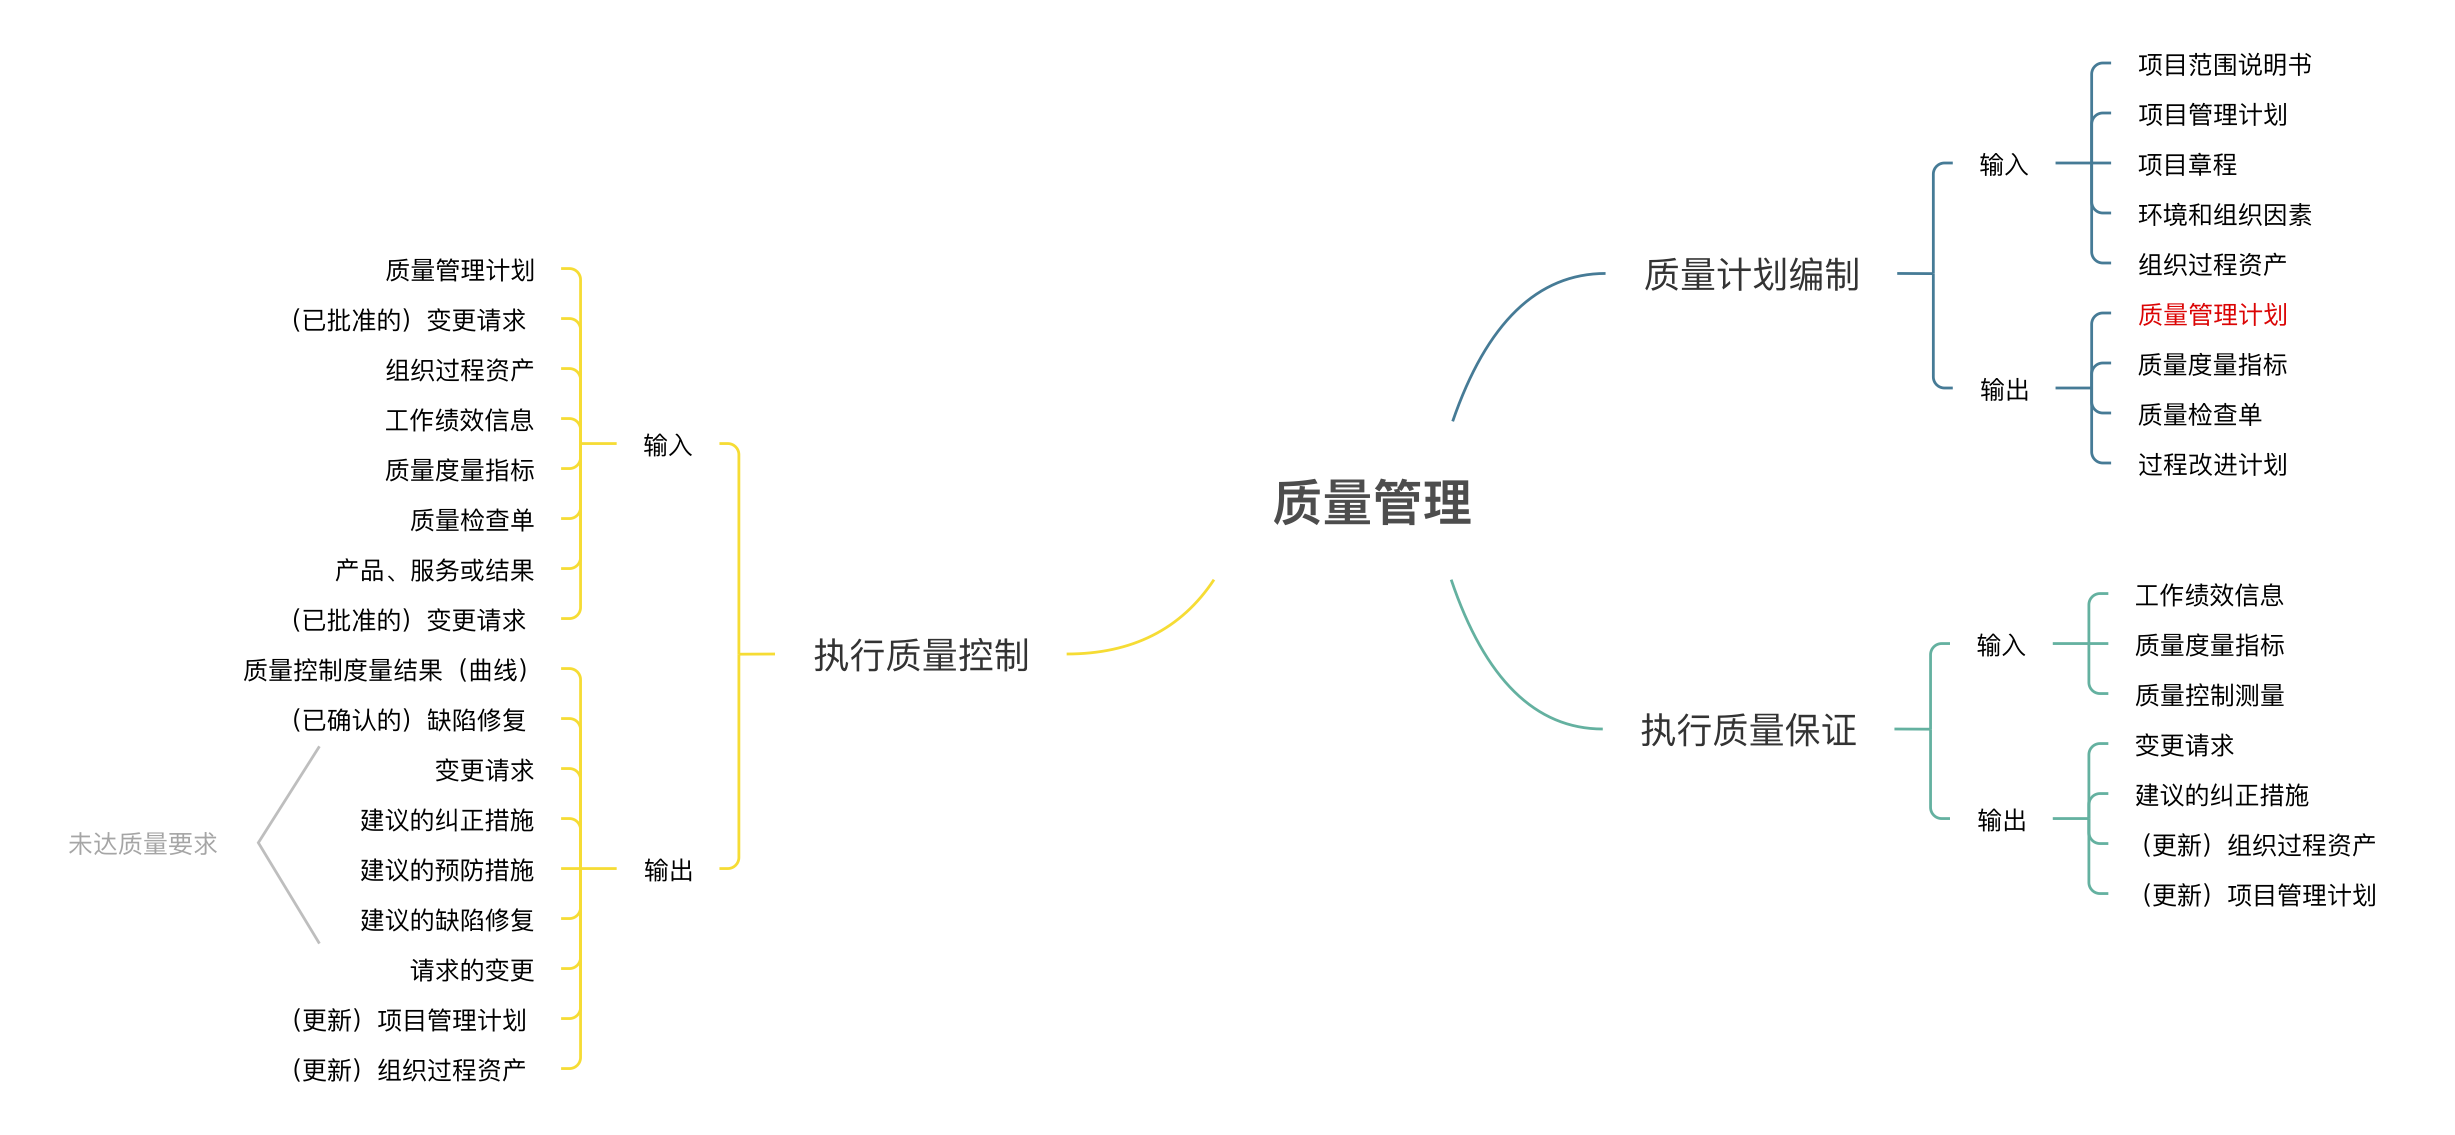 质量管理
质量计划编制
输入
项目范围说明书
项目管理计划
项目章程
环境和组织因素
组织过程资产
输出
质量管理计划
质量度量指标
质量检查单
过程改进计划
执行质量保证
输入
工作绩效信息
质量度量指标
质量控制测量
输出
变更请求
建议的纠正措施
（更新）组织过程资产
（更新）项目管理计划
执行质量控制
输入
质量管理计划
（已批准的）变更请求
组织过程资产
工作绩效信息
质量度量指标
质量检查单
产品、服务或结果
（已批准的）变更请求
输出
质量控制度量结果（曲线）
（已确认的）缺陷修复
变更请求
建议的纠正措施
建议的预防措施
建议的缺陷修复
请求的变更
（更新）项目管理计划
（更新）组织过程资产
未达质量要求